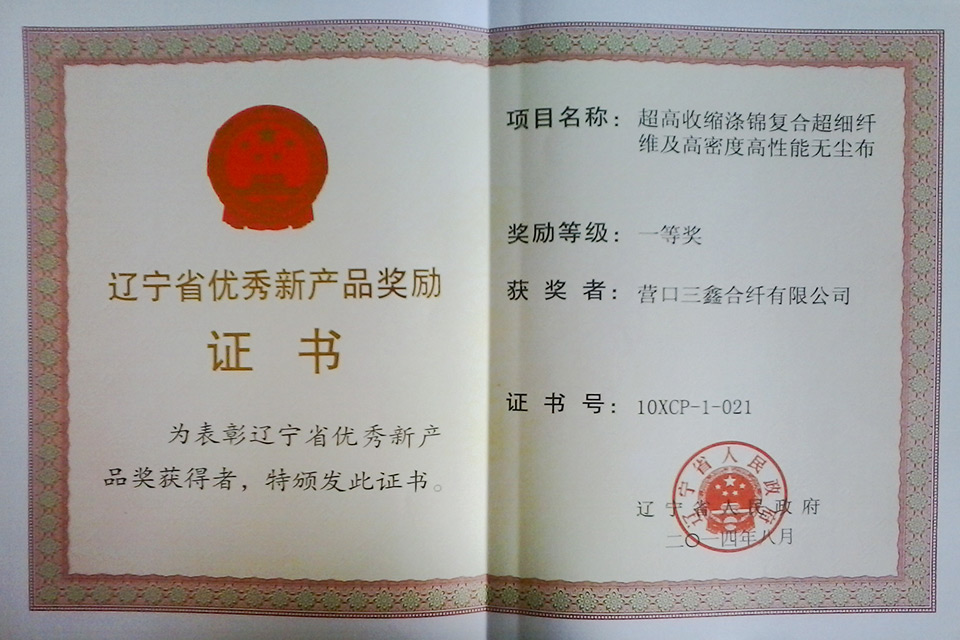 辽宁省优秀新产品奖励
证 书
为表彰辽宁省优秀新产
品奖获得者，特颁发此证书。
项目名称：超高收缩涤锦复合超细纤
维及高密度高性能无尘布
奖励等级：一等奖
获 奖 者：营口三鑫合纤有限公司
证 书 号：10XCP-1-021
辽宁省人民政府
辽宁省人民政府
二〇一四年八月